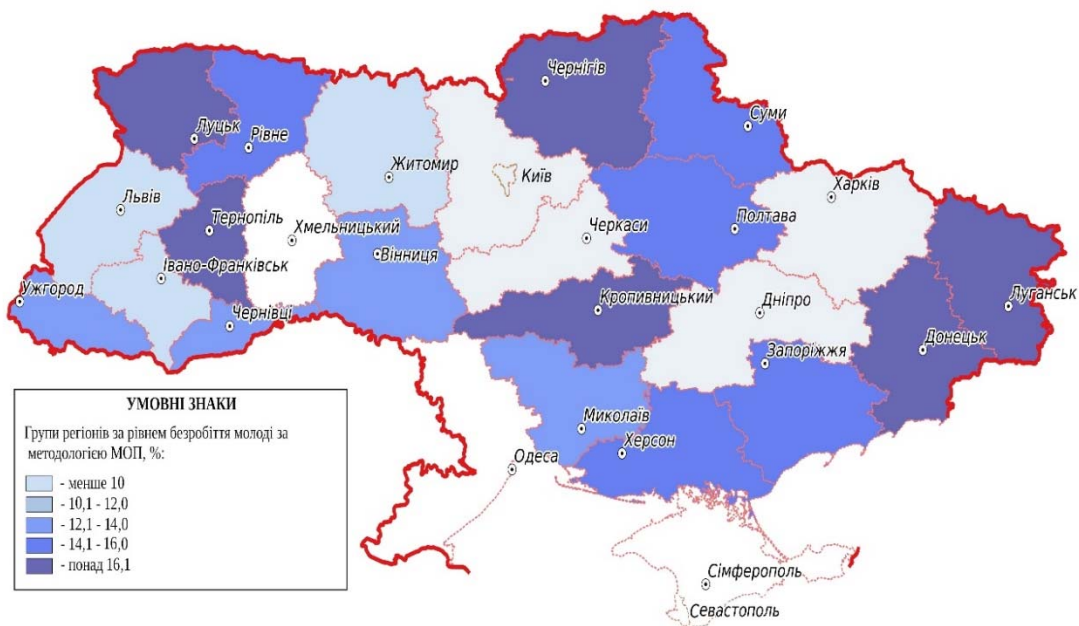 Чернігів
Суми
Луцьк
Рівне
Житомир
Київ
Харків
Львів
Тернопіль
Хмельницький
Черкаси
Полтава
Вінниця
Івано-Франківськ
Ужгород
Чернівці
Кропивницький
Дніпро
Луганськ
Запоріжжя
Донецьк
Миколаїв
Херсон
Одеса
Сімферополь
Севастополь
УМОВНІ ЗНАКИ
Групи регіонів за рівнем безробіття молоді за
методологією МОП, %:
- менше 10
- 10,1 - 12,0
- 12,1 - 14,0
- 14,1 - 16,0
- понад 16,1